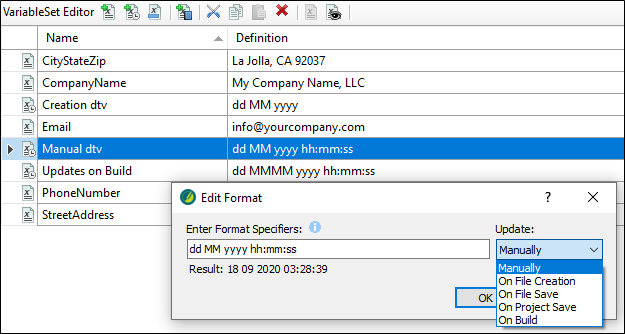 VariableSet Editor
Name Definition
CityStateZip La Jolla, CA 92037
CompanyName My Company Name, LLC
Creation dtv dd MM yyyy
Email info@yourcompany.com
Manual dtv dd MM yyyy hh:mm:ss
Updates on Build dd MMMM yyyy hh:mm:ss
PhoneNumber
StreetAddress
Edit Format
Enter Format Specifiers: Update:
dd MM yyyy hh:mm:ss Manually
Result: 18 09 2020 03:28:39
Manually
On File Creation
On File Save
On Project Save
On Build
OK